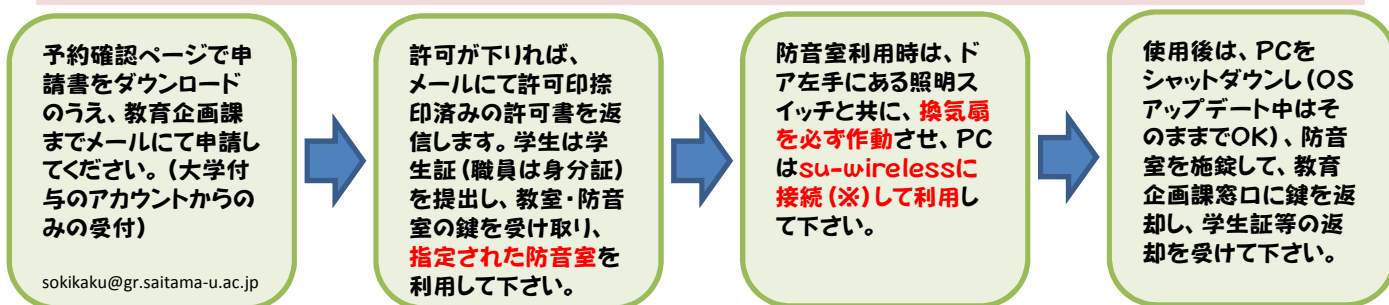 予約確認ページで申
請書をダウンロード
のうえ、教育企画課
までメールにて申請し
てください。(大学付
与のアカウントからの
みの受付)
sokikaku@gr.saitama-u.ac.jp
許可が下りれば、
メールにて許可印捺
印済みの許可書を返
信します。学生は学
生証(職員は身分証)
を提出し、教室・防音
室の鍵を受け取り、
指定された防音室を
利用して下さい。
防音室利用時は、ド
ア左手にある照明ス
イッチと共に、換気扇
を必ず作動させ、PC
はsu-wirelessに
接続(※)して利用し
て下さい。
使用後は、PCを
シャットダウンし(OS
アップデート中はそ
のままでOK)、防音
室を施錠して、教育
企画課窓口に鍵を返
却し、学生証等の返
却を受けて下さい。